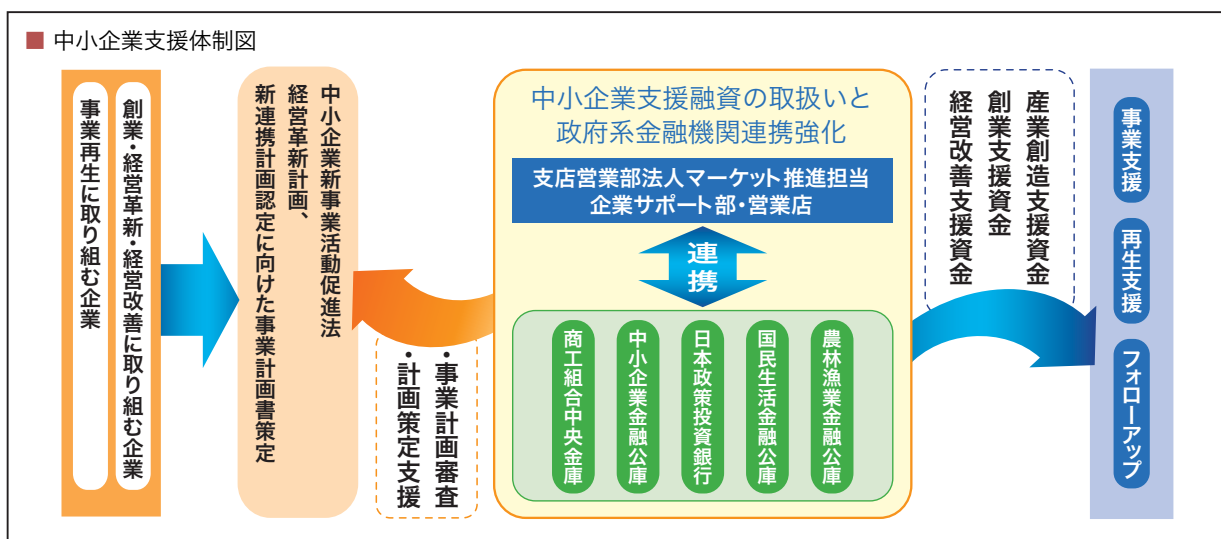 ■ 中小企業支援体制図
創業・経営革新・経営改善に取り組む企業
事業再生に取り組む企業
中小企業新事業活動促進法
経営革新計画、
新連携計画認定に向けた事業計画書策定
・事業計画審査
・計画策定支援
中小企業支援融資の取扱いと
政府系金融機関連携強化
支店営業部法人マーケット推進担当
企業サポート部・営業店
連携
商工組合中央金庫
中小企業金融公庫
日本政策投資銀行
国民生活金融公庫
農林漁業金融公庫
産業創造支援資金
創業支援資金
経営改善支援資金
事業支援
再生支援
フォローアップ